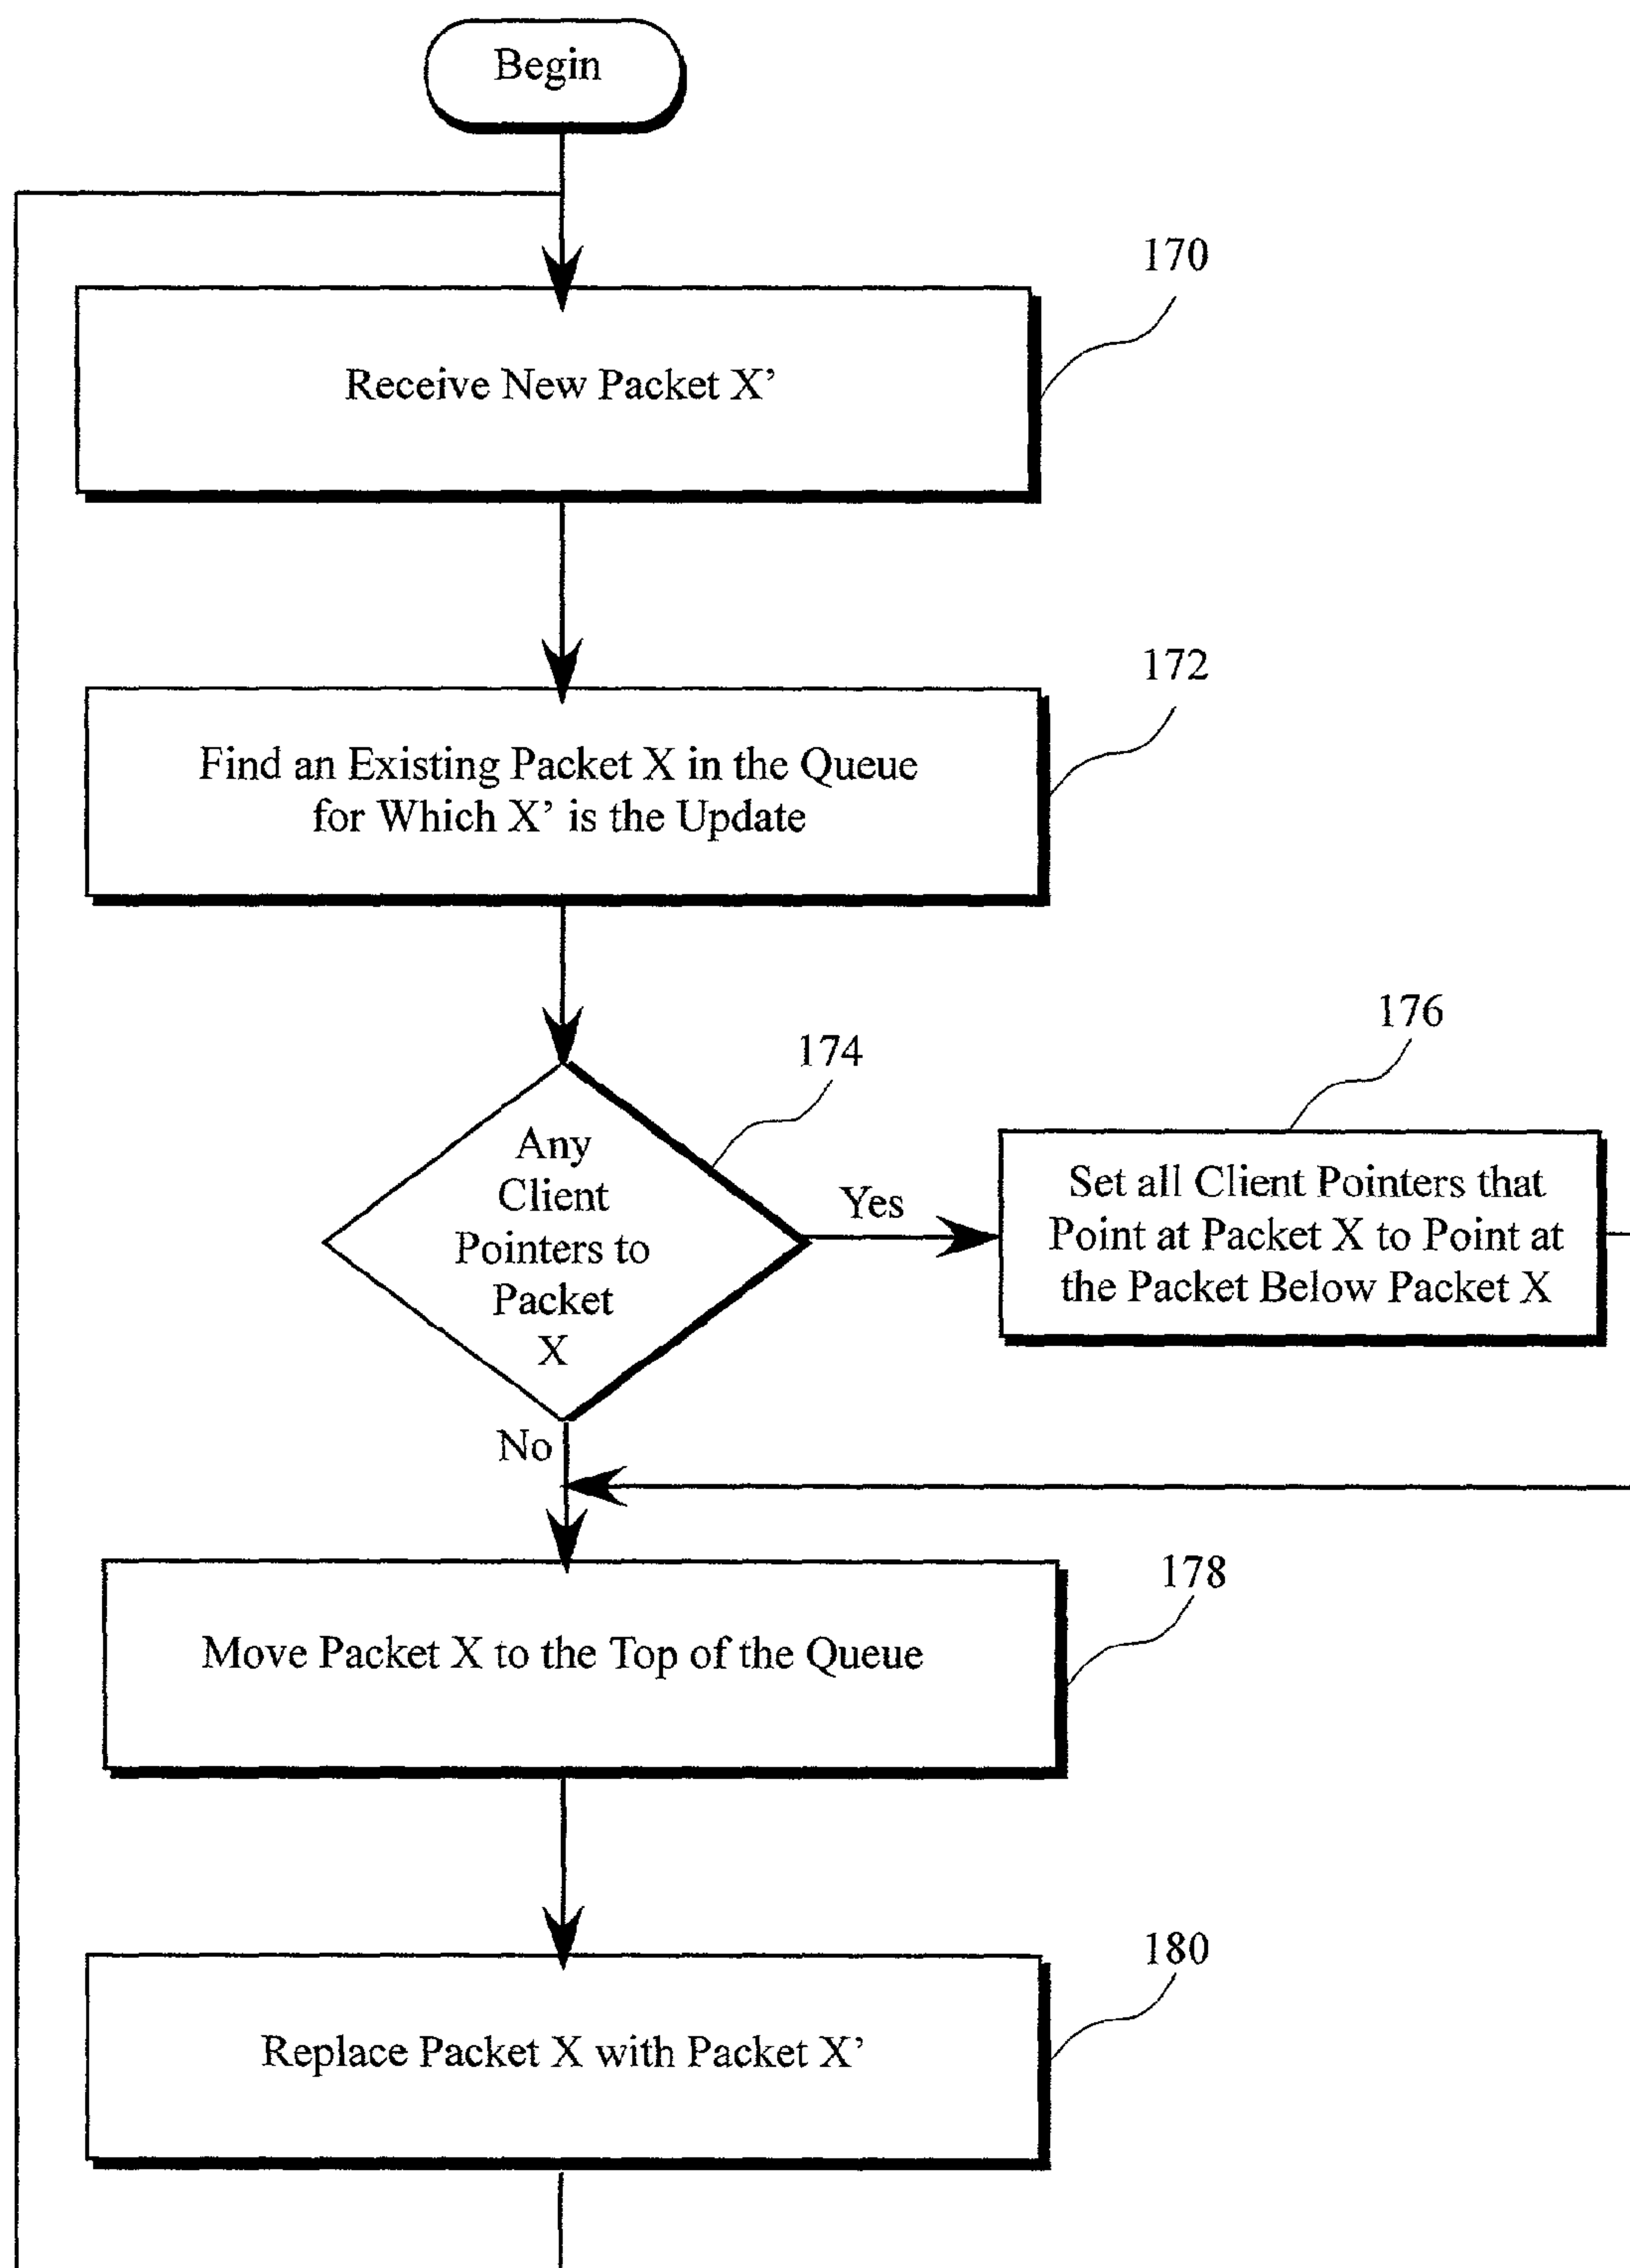 Begin
170
Receive New Packet X’
172
Find an Existing Packet X in the Queue
for Which X’ is the Update
174
Any
Client
Pointers to
Packet
X
Yes
176
Set all Client Pointers that
Point at Packet X to Point at
the Packet Below Packet X
No
178
Move Packet X to the Top of the Queue
180
Replace Packet X with Packet X’